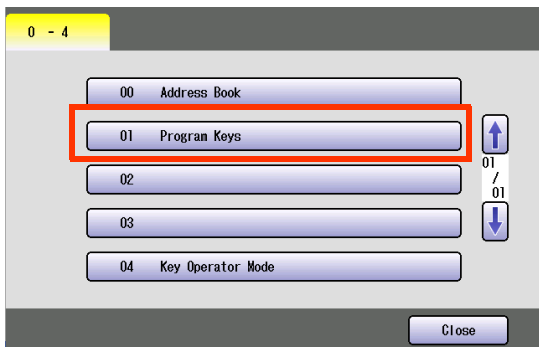 0 - 4
00 Address Book
01 Program Keys
02
03
04 Key Operator Mode
01
/
01
Close